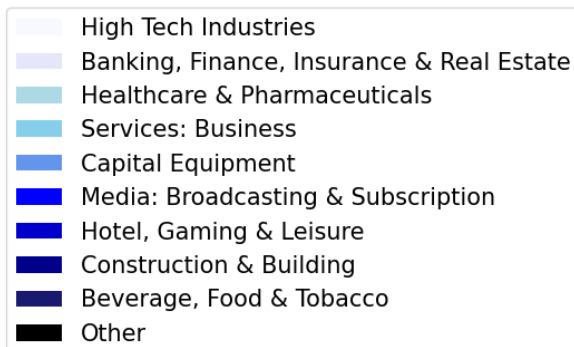 High Tech Industries
Banking, Finance, Insurance & Real Estate
Healthcare & Pharmaceuticals
Services: Business
Capital Equipment
Media: Broadcasting & Subscription
Hotel, Gaming & Leisure
Construction & Building
Beverage, Food & Tobacco
Other